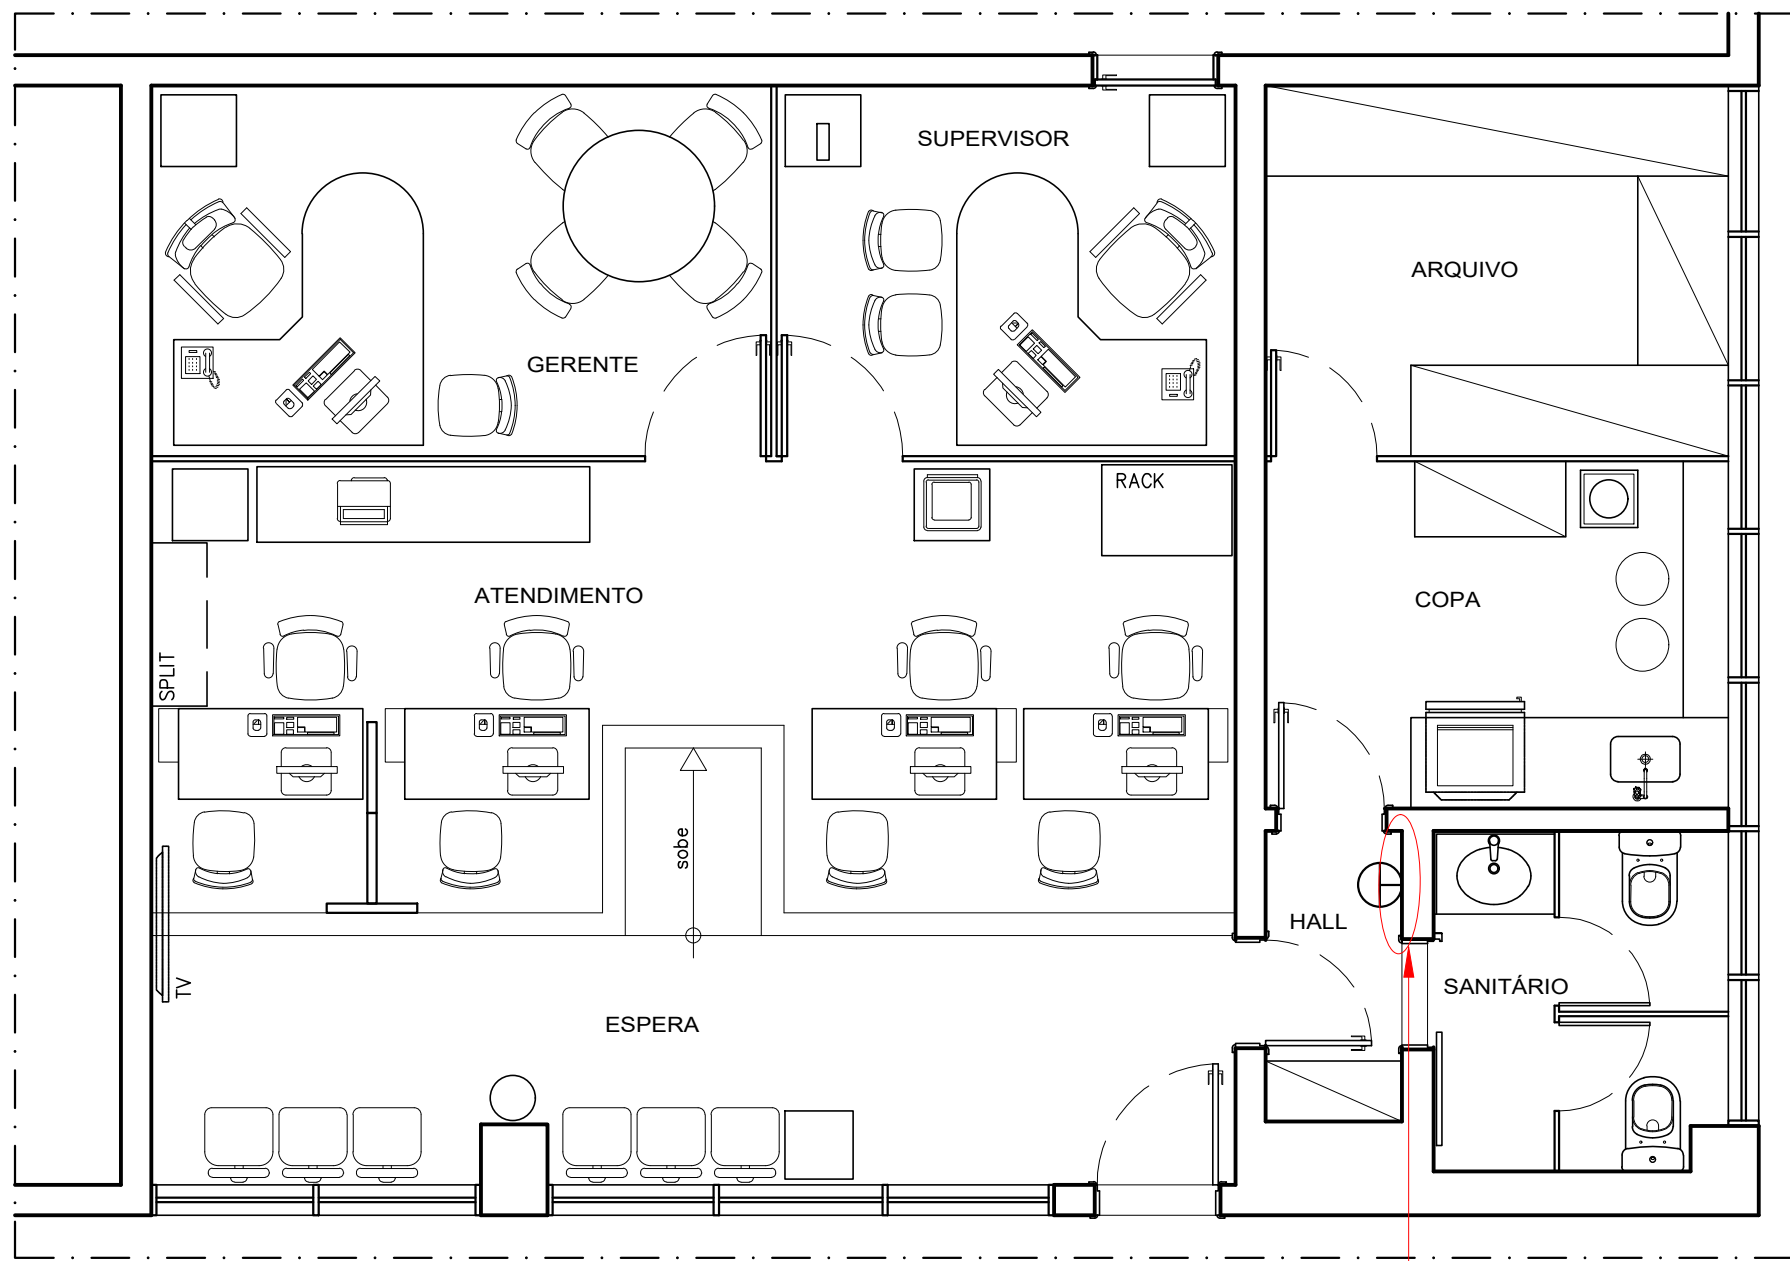 SUPERVISOR
ARQUIVO
GERENTE
RACK
ATENDIMENTO
COPA
SPLIT
sobe
HALL
TV
SANITÁRIO
ESPERA